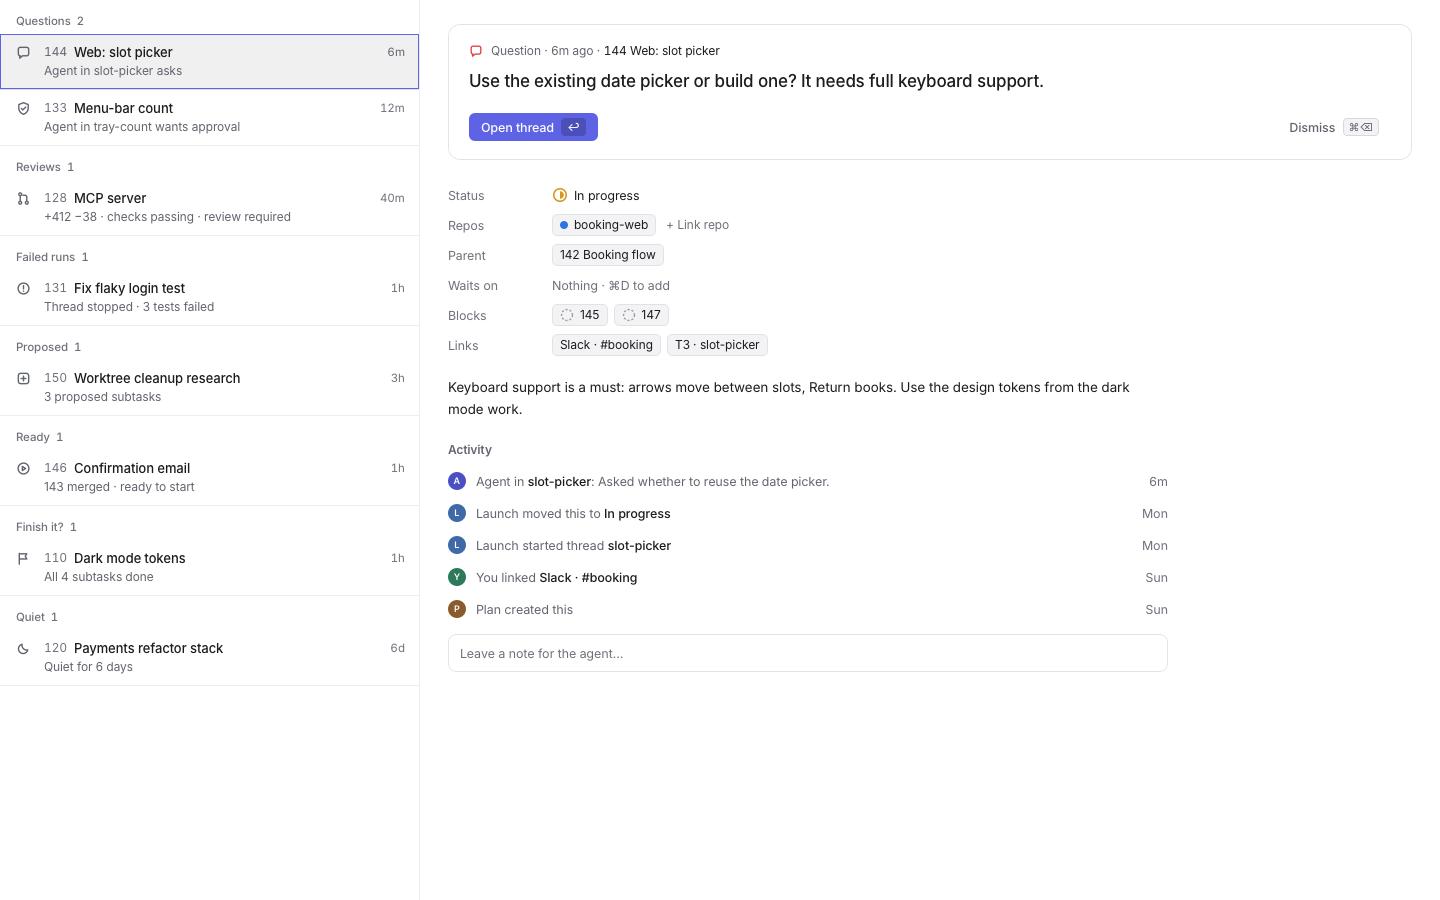 Questions 2
144 Web: slot picker 6m
Agent in slot-picker asks
133 Menu-bar count 12m
Agent in tray-count wants approval
Reviews 1
128 MCP server 40m
+412 −38 · checks passing · review required
Failed runs 1
131 Fix flaky login test 1h
Thread stopped · 3 tests failed
Proposed 1
150 Worktree cleanup research 3h
3 proposed subtasks
Ready 1
146 Confirmation email 1h
143 merged · ready to start
Finish it? 1
110 Dark mode tokens 1h
All 4 subtasks done
Quiet 1
120 Payments refactor stack 6d
Quiet for 6 days
Question · 6m ago · 144 Web: slot picker
Use the existing date picker or build one? It needs full keyboard support.
Open thread ↩ Dismiss ⌘⌫
Status In progress
Repos booking-web + Link repo
Parent 142 Booking flow
Waits on Nothing · ⌘D to add
Blocks 145 147
Links Slack · #booking T3 · slot-picker
Keyboard support is a must: arrows move between slots, Return books. Use the design tokens from the dark
mode work.
Activity
A Agent in slot-picker: Asked whether to reuse the date picker. 6m
L Launch moved this to In progress Mon
L Launch started thread slot-picker Mon
Y You linked Slack · #booking Sun
P Plan created this Sun
Leave a note for the agent...